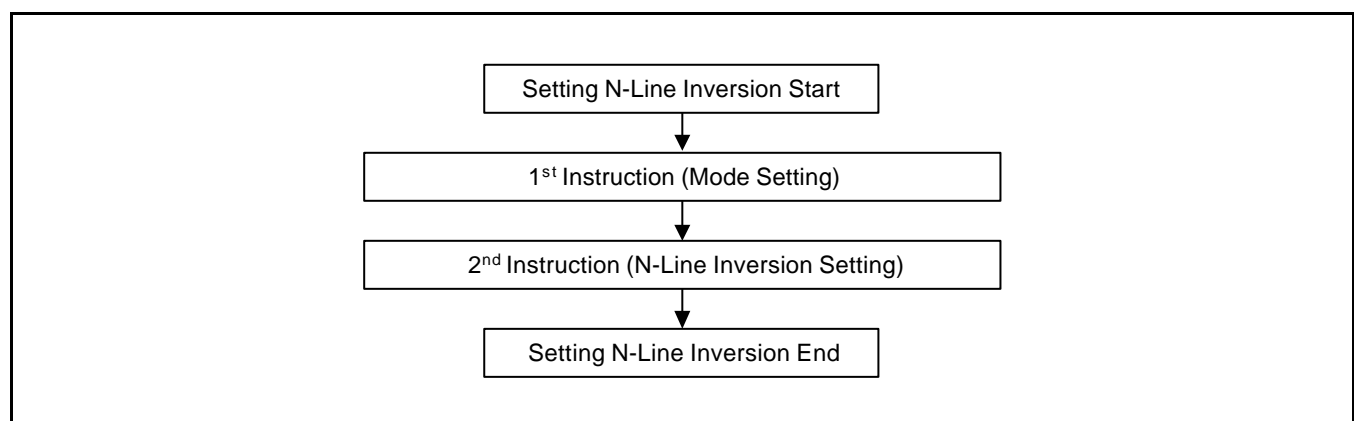 Setting N-Line Inversion Start
1st Instruction (Mode Setting)
2nd Instruction (N-Line Inversion Setting)
Setting N-Line Inversion End